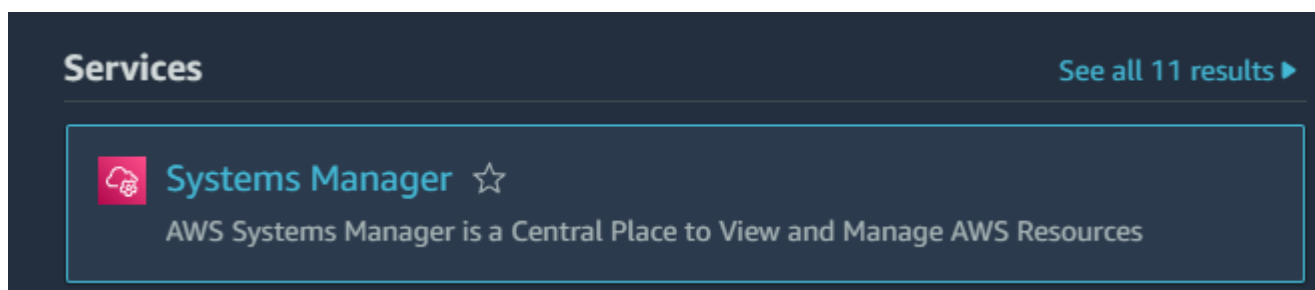 Services
See all 11 results
Systems Manager
AWS Systems Manager is a Central Place to View and Manage AWS Resources